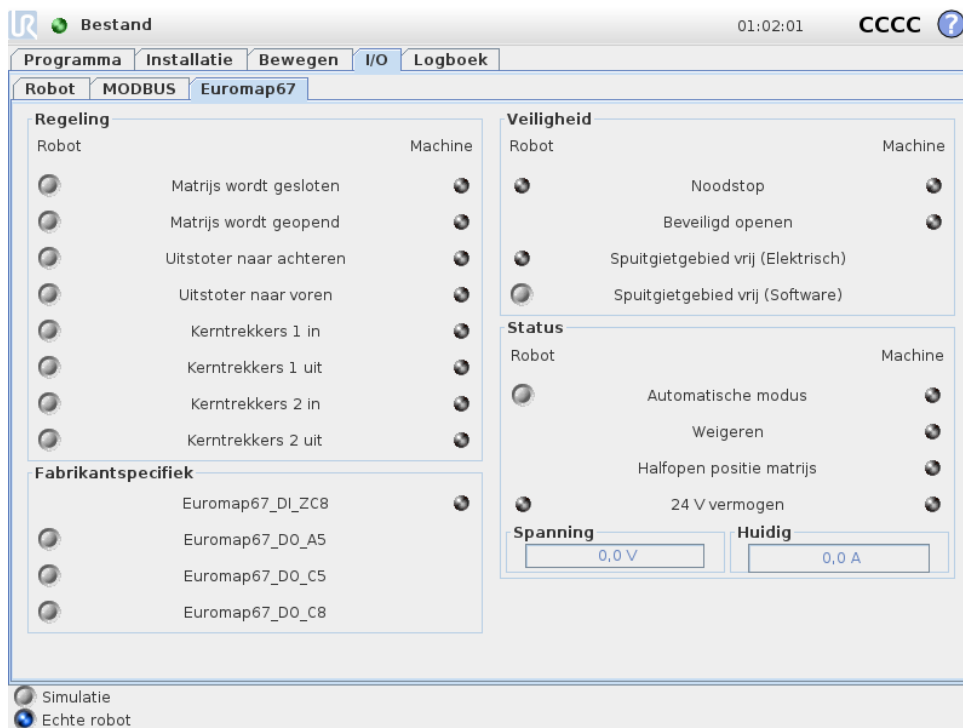 UR Bestand 01:02:01 CCCC ?
Programma Installatie Bewegen I/O Logboek
Robot MODBUS Euromap67
Regeling
Robot Machine
Matrijs wordt gesloten
Matrijs wordt geopend
Uitstoter naar achteren
Uitstoter naar voren
Kerntrekkers 1 in
Kerntrekkers 1 uit
Kerntrekkers 2 in
Kerntrekkers 2 uit
Fabrikantspecifiek
Euromap67_DI_ZC8
Euromap67_DO_A5
Euromap67_DO_C5
Euromap67_DO_C8
Veiligheid
Robot Machine
Noodstop
Beveiligd openen
Spuitgietgebied vrij (Elektrisch)
Spuitgietgebied vrij (Software)
Status
Robot Machine
Automatische modus
Weigeren
Halfopen positie matrijs
24 V vermogen
Spanning Huidig
0,0 V 0,0 A
Simulatie
Echte robot